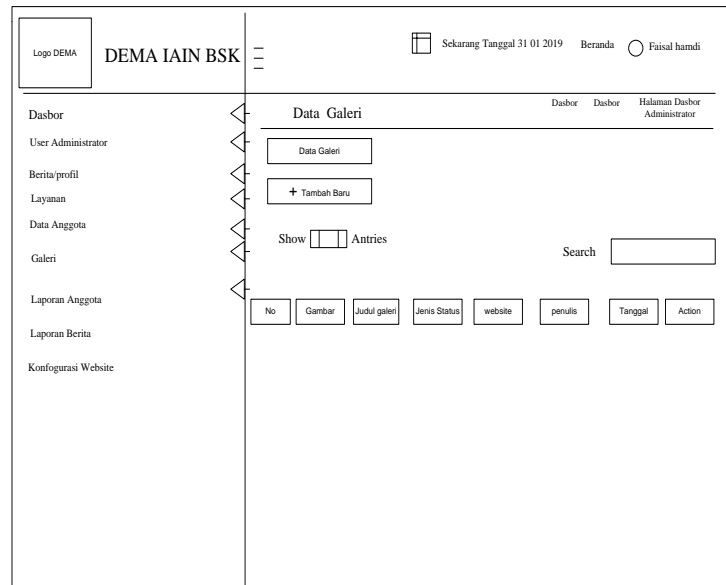 Logo DEMA
DEMA IAIN BSK
Sekarang Tanggal 31 01 2019
Beranda
Faisal hamdi
Dasbor
User Administrator
Berita/profil
Layanan
Data Anggota
Galeri
Laporan Anggota
Laporan Berita
Konfogurasi Website
Data Galeri
Dasbor
Dasbor
Halaman Dasbor
Administrator
Data Galeri
+ Tambah Baru
Show
Antries
Search
No
Gambar
Judul galeri
Jenis Status
website
penulis
Tanggal
Action